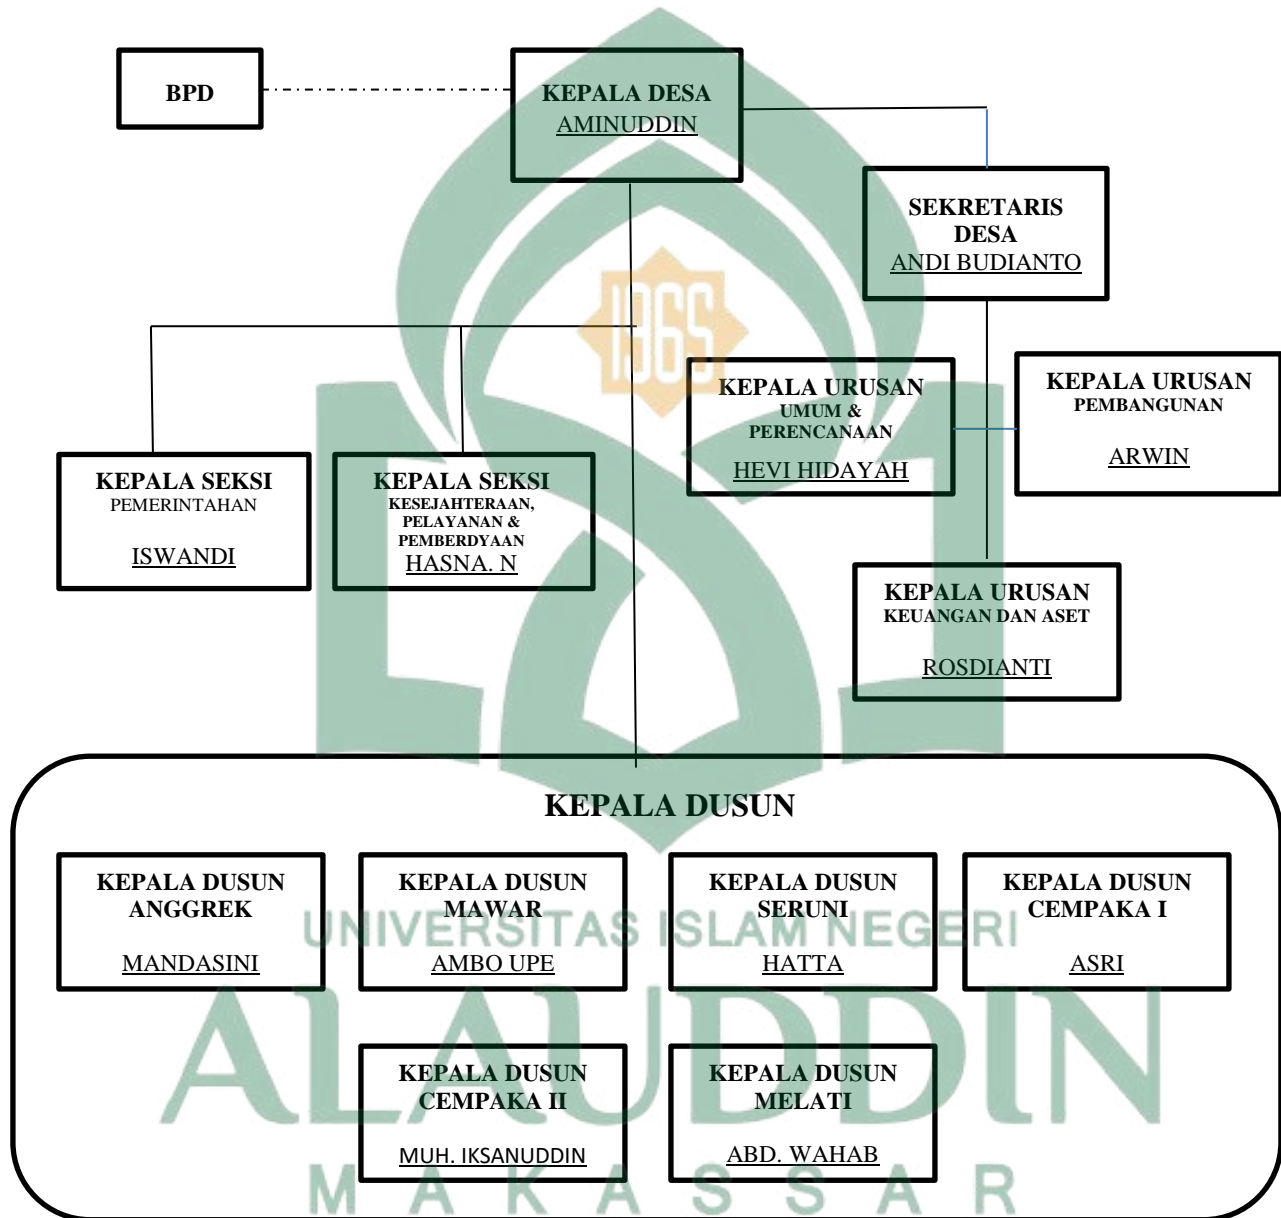 BPD
KEPALA DESA
AMINUDDIN
SEKRETARIS
DESA
ANDI BUDIANTO
1965
KEPALA URUSAN
UMUM &
PERENCANAAN
HEVI HIDAYAH
KEPALA URUSAN
PEMBANGUNAN
ARWIN
KEPALA SEKSI
PEMERINTAHAN
ISWANDI
KEPALA SEKSI
KESEJAHTERAAN,
PELAYANAN &
PEMBERDYAAN
HASNA. N
KEPALA URUSAN
KEUANGAN DAN ASET
ROSDIANTI
KEPALA DUSUN
KEPALA DUSUN
ANGGREK
MANDASINI
KEPALA DUSUN
MAWAR
AMBO UPE
KEPALA DUSUN
SERUNI
HATTA
KEPALA DUSUN
CEMPAKA I
ASRI
UNIVERSITAS ISLAM NEGERI
ALAUDDIN
KEPALA DUSUN
CEMPAKA II
MUH. IKSANUDDIN
KEPALA DUSUN
MELATI
ABD. WAHAB
MAKASSAR